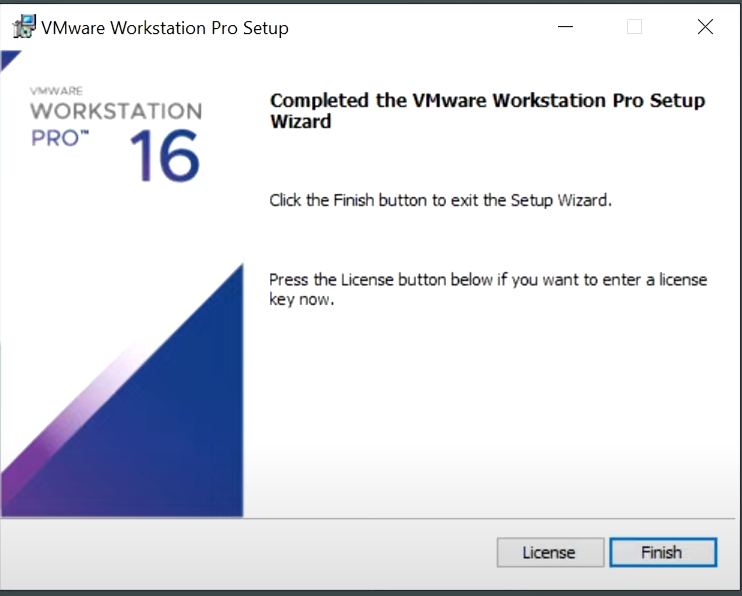 VMware Workstation Pro Setup
VMWARE
WORKSTATION
PRO™ 16
Completed the VMware Workstation Pro Setup
Wizard
Click the Finish button to exit the Setup Wizard.
Press the License button below if you want to enter a license
key now.
License
Finish